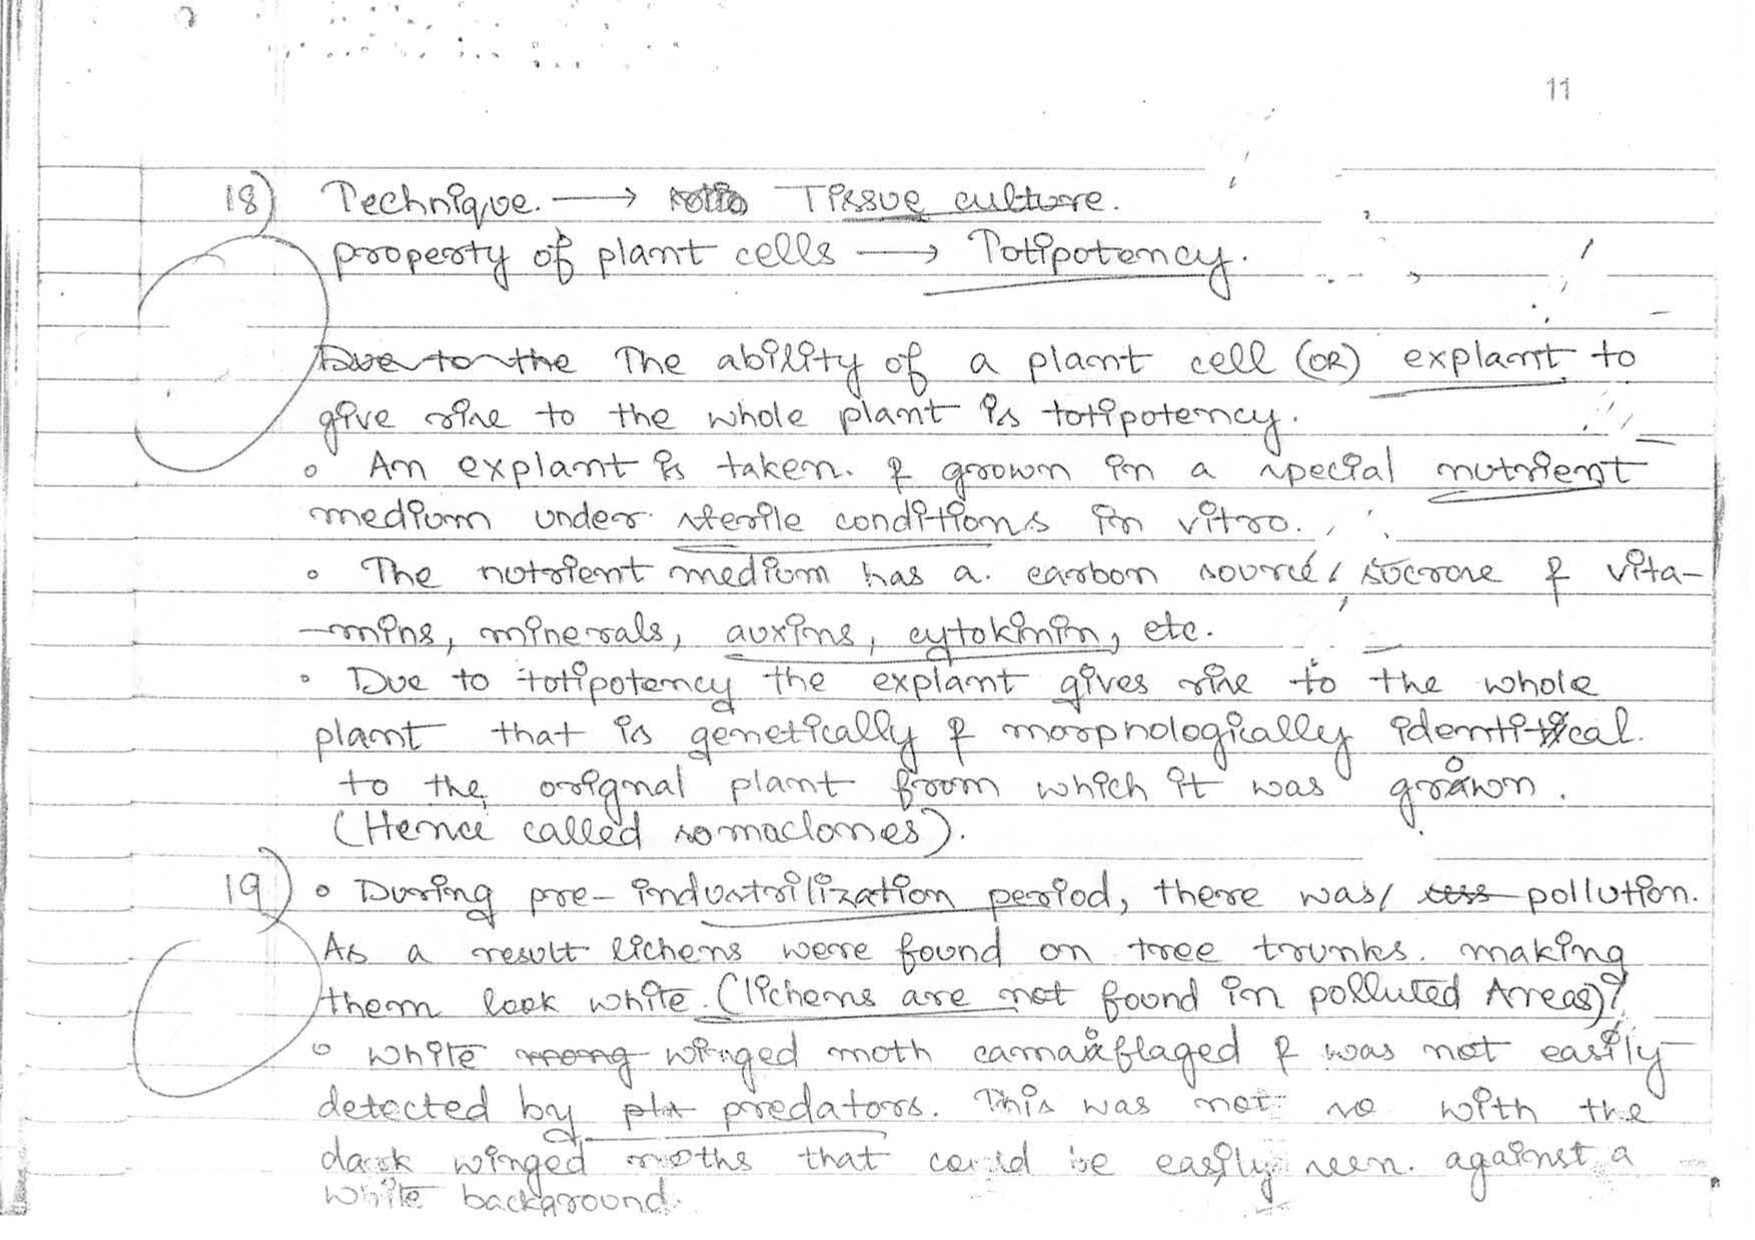 11
18) Technique. → Tissue culture.
property of plant cells → Totipotency.
Due to the The ability of a plant cell (OR) explant to
give rise to the whole plant is totipotency.
• An explant is taken. & grown in a special nutrient
medium under sterile conditions in vitro.
• The nutrient medium has a carbon source, sucrose & vita-
-mins, minerals, auxins, cytokinin, etc.
• Due to totipotency the explant gives rise to the whole
plant that is genetically & morphologically identical.
to the orignal plant from which it was grown.
(Hence called somaclones).
19) • During pre-industrilization period, there was less pollution.
As a result lichens were found on tree trunks. making
them look white. (lichens are not found in polluted Areas)?
• White winged moth camaoflaged & was not easily
detected by predators. This was not so with the
dark winged moths that could be easily seen. against a
white background.